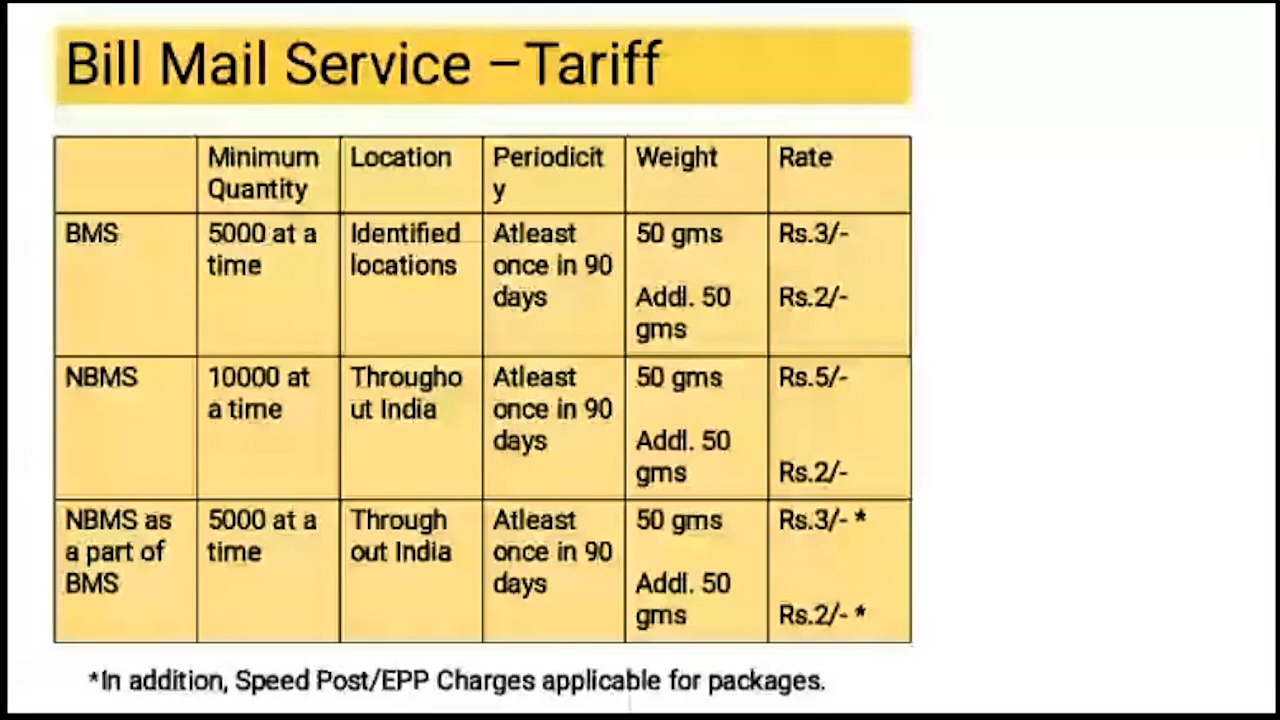 Bill Mail Service –Tariff
Minimum Quantity Location Periodicity Weight Rate
BMS 5000 at a time Identified locations Atleast once in 90 days 50 gms Rs.3/-
Addl. 50 gms Rs.2/-
NBMS 10000 at a time Throughout India Atleast once in 90 days 50 gms Rs.5/-
Addl. 50 gms Rs.2/-
NBMS as a part of BMS 5000 at a time Through out India Atleast once in 90 days 50 gms Rs.3/- *
Addl. 50 gms Rs.2/- *
*In addition, Speed Post/EPP Charges applicable for packages.